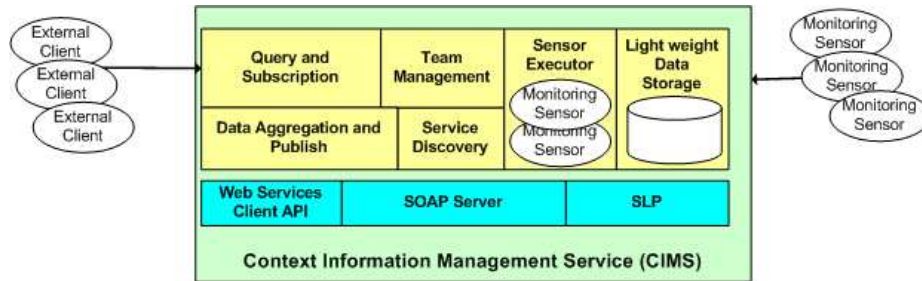 External
Client
External
Client
External
Client
Query and
Subscription
Team
Management
Sensor
Executor
Monitoring
Sensor
Monitoring
Sensor
Light weight
Data
Storage
Data Aggregation and
Publish
Service
Discovery
Web Services
Client API
SOAP Server
SLP
Context Information Management Service (CIMS)
Monitoring
Sensor
Monitoring
Sensor
Monitoring
Sensor